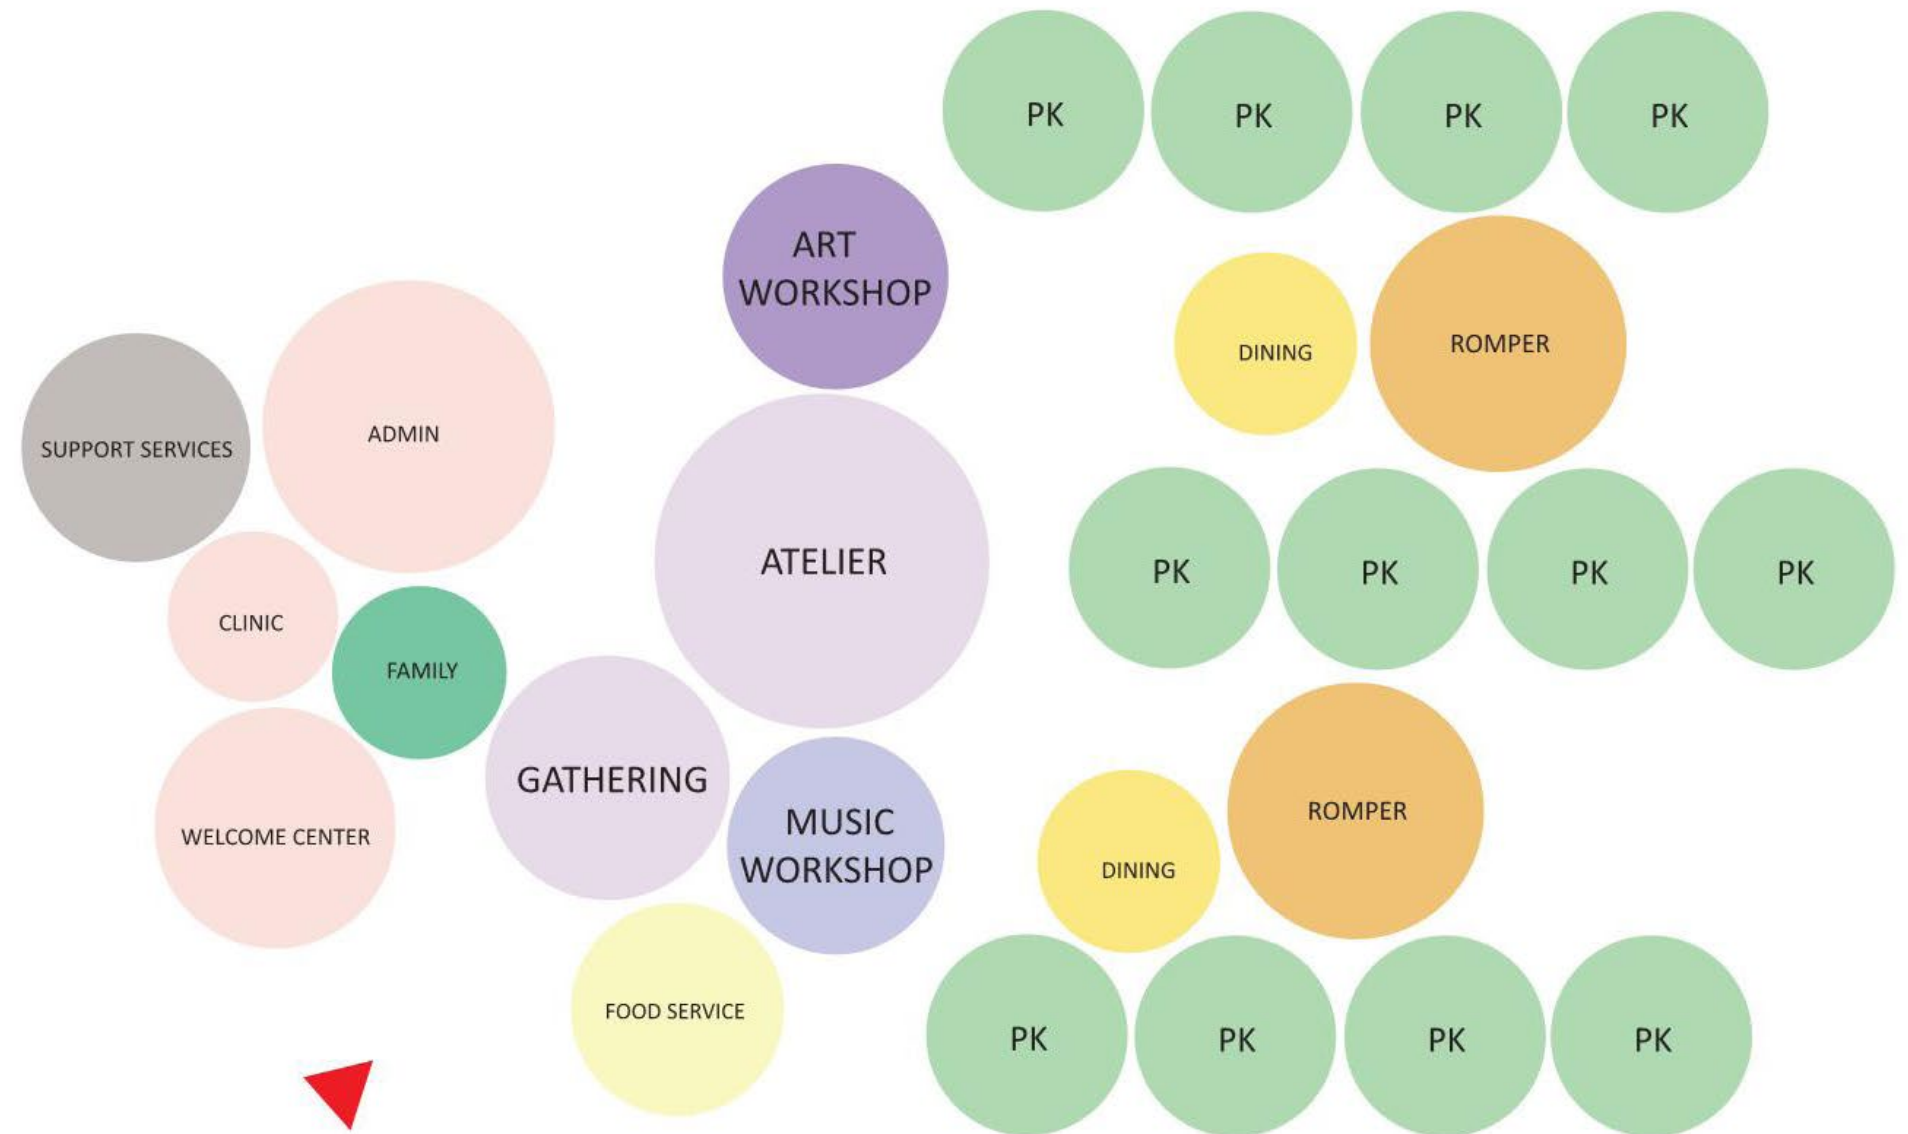 PK
PK
PK
PK
ART
WORKSHOP
DINING
ROMPER
SUPPORT SERVICES
ADMIN
ATELIER
PK
PK
PK
PK
CLINIC
FAMILY
GATHERING
MUSIC
WORKSHOP
WELCOME CENTER
ROMPER
DINING
FOOD SERVICE
PK
PK
PK
PK